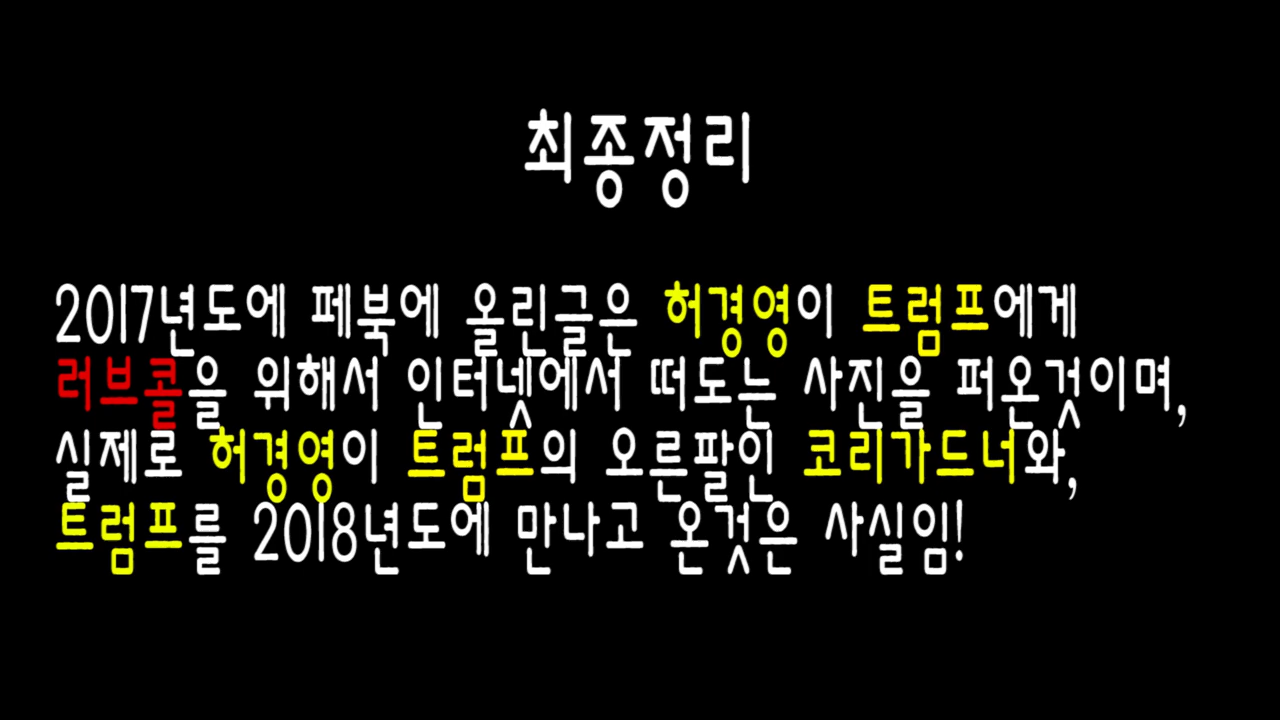 최종정리
2017년도에 페북에 올린글은 허경영이 트럼프에게
러브콜을 위해서 인터넷에서 떠도는 사진을 퍼온것이며,
실제로 허경영이 트럼프의 오른팔인 코리가드너와,
트럼프를 2018년도에 만나고 온것은 사실임!